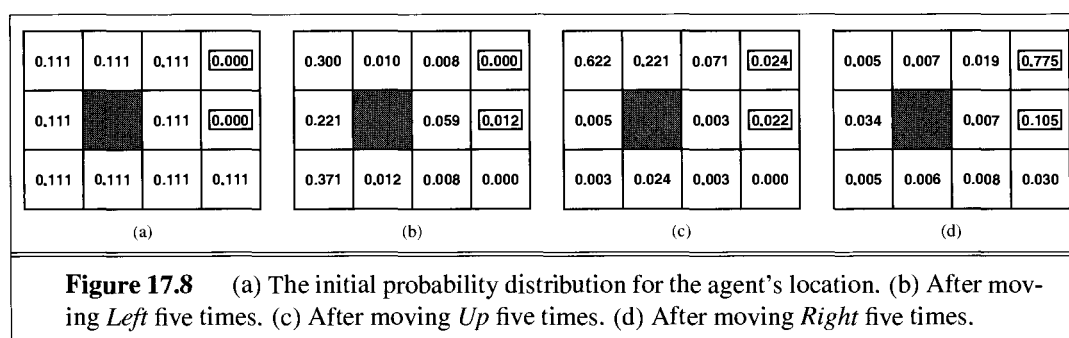 0.111 0.111 0.111 0.000 0.300 0.010 0.008 0.000 0.622 0.221 0.071 0.024 0.005 0.007 0.019 0.775
0.111 0.111 0.000 0.221 0.059 0.012 0.005 0.003 0.022 0.034 0.007 0.105
0.111 0.111 0.111 0.111 0.371 0.012 0.008 0.000 0.003 0.024 0.003 0.000 0.005 0.006 0.008 0.030
(a) (b) (c) (d)
Figure 17.8 (a) The initial probability distribution for the agent's location. (b) After mov-
ing Left five times. (c) After moving Up five times. (d) After moving Right five times.